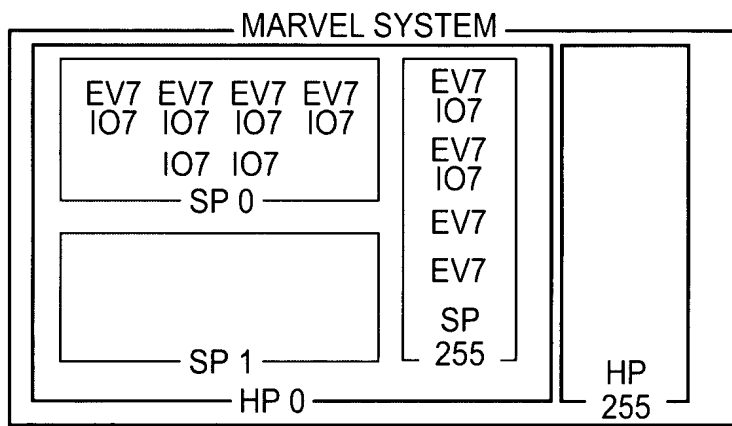 MARVEL SYSTEM
EV7 EV7 EV7 EV7
IO7 IO7 IO7 IO7
IO7 IO7
SP 0
SP 1
EV7
IO7
EV7
IO7
EV7
EV7
SP
255
HP 0
HP
255